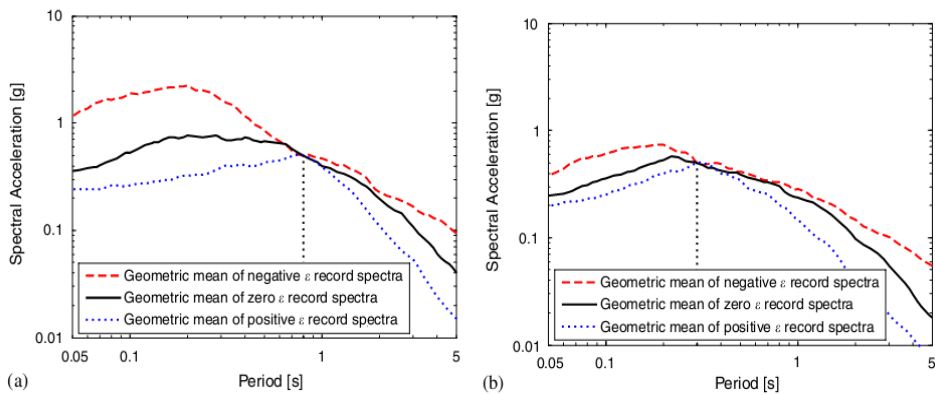 10
1
0.1
0.01
Spectral Acceleration [g]
Geometric mean of negative ε record spectra
Geometric mean of zero ε record spectra
Geometric mean of positive ε record spectra
0.05 0.1 1 5
Period [s]
(a)
10
1
0.1
0.01
Spectral Acceleration [g]
Geometric mean of negative ε record spectra
Geometric mean of zero ε record spectra
Geometric mean of positive ε record spectra
0.05 0.1 1 5
Period [s]
(b)